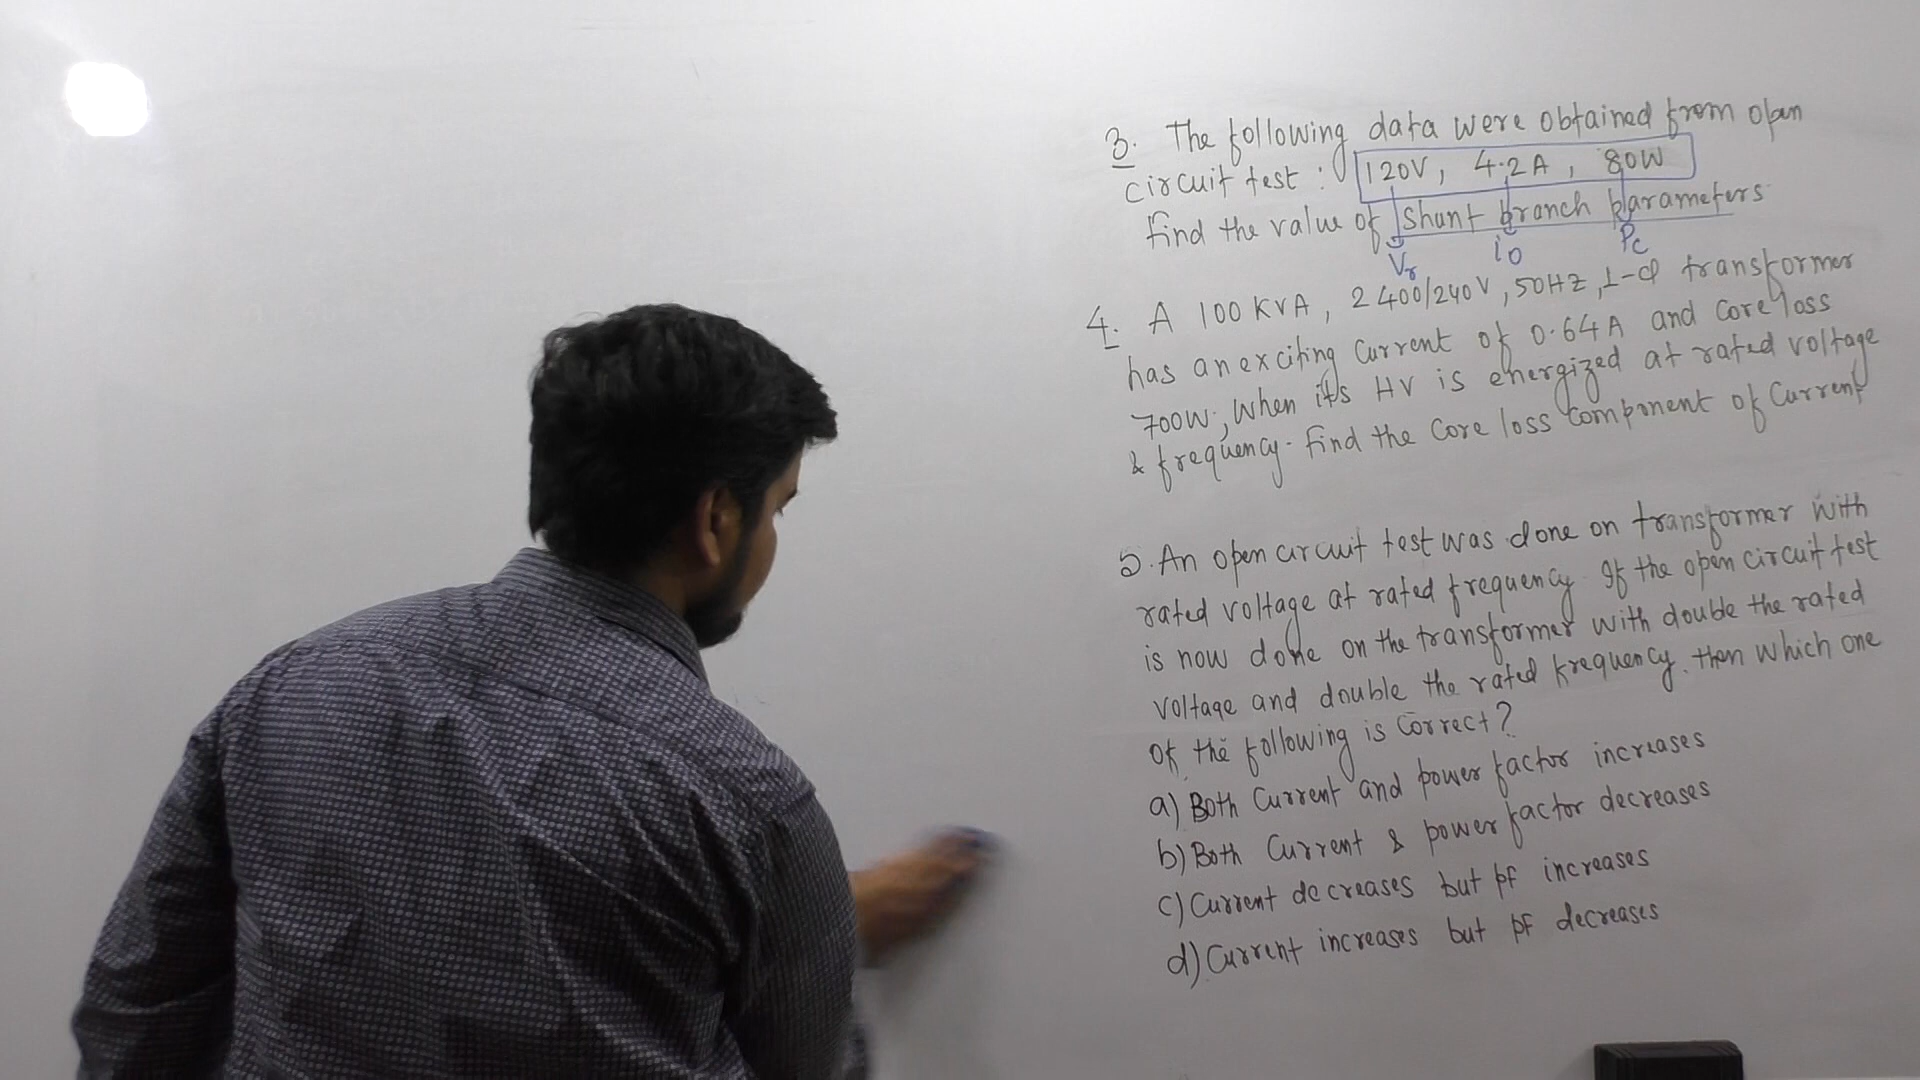 3. The following data were obtained from open
circuit test : 120V, 4.2A, 80W
find the value of shunt branch parameters
Vr i0 Pc
4. A 100 KVA, 2400/240V, 50HZ, 1-φ transformer
has an exciting current of 0.64A and core loss
700W, when its HV is energized at rated voltage
& frequency. find the core loss component of current
5. An open circuit test was done on transformer with
rated voltage at rated frequency. If the open circuit test
is now done on the transformer with double the rated
voltage and double the rated frequency. then which one
of the following is correct?
a) Both Current and power factor increases
b) Both Current & power factor decreases
c) Current decreases but pf increases
d) Current increases but pf decreases